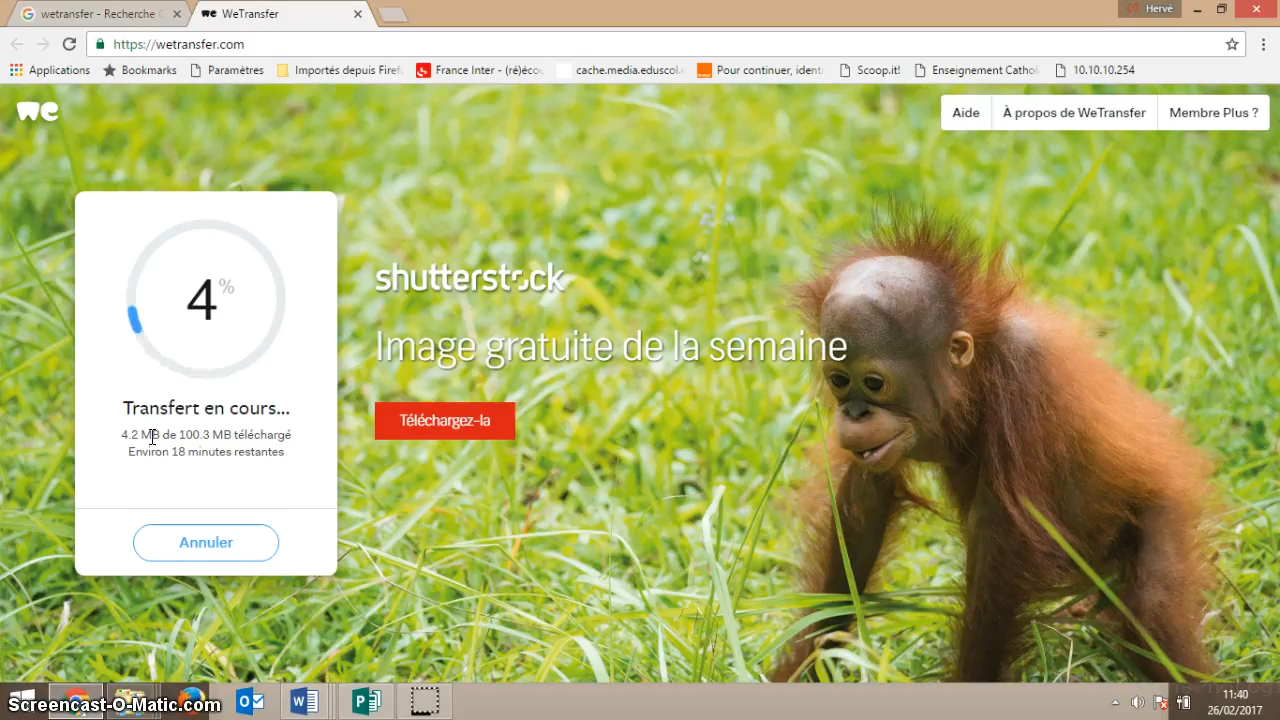 wetransfer - Recherche G
WeTransfer
Hervé
https://wetransfer.com
Applications
Bookmarks
Paramètres
Importés depuis Firef
France Inter - (ré)écou
cache.media.eduscol.e
Pour continuer, identi
Scoop.it!
Enseignement Catholi
10.10.10.254
we
Aide
À propos de WeTransfer
Membre Plus ?
4%
Transfert en cours...
4.2 MB de 100.3 MB téléchargé
Environ 18 minutes restantes
Annuler
shutterstock
Image gratuite de la semaine
Téléchargez-la
Screencast-O-Matic.com
11:40
26/02/2017